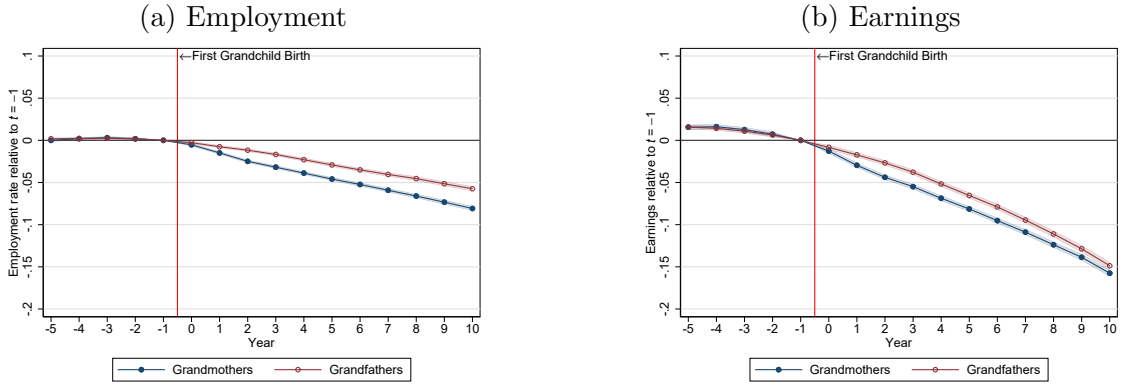 (a) Employment
Employment rate relative to t = −1
.1
.05
0
-.05
-.1
-.15
-.2
←First Grandchild Birth
-5 -4 -3 -2 -1 0 1 2 3 4 5 6 7 8 9 10
Year
Grandmothers Grandfathers
(b) Earnings
Earnings relative to t = −1
.1
.05
0
-.05
-.1
-.15
-.2
←First Grandchild Birth
-5 -4 -3 -2 -1 0 1 2 3 4 5 6 7 8 9 10
Year
Grandmothers Grandfathers